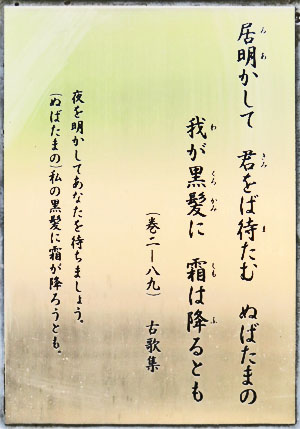 居明かして 君をば待たむ ぬばたまの
我が黒髪に 霜は降るとも
(巻二―八九) 古歌集
夜を明かしてあなたを待ちましょう。
(ぬばたまの)私の黒髪に霜が降ろうとも。